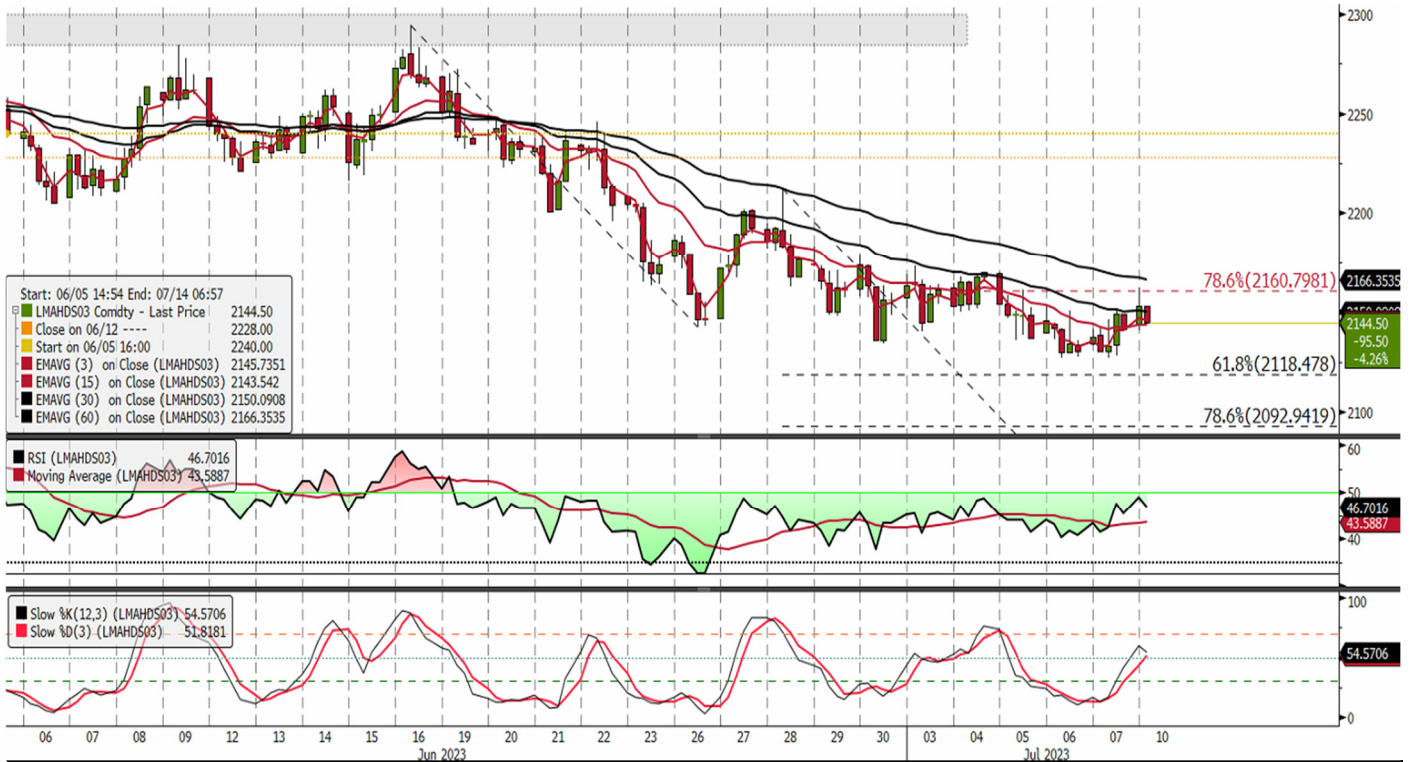 2300
2250
2200
2100
Start: 06/05 14:54 End: 07/14 06:57
LMAHDS03 Comdty - Last Price 2144.50
Close on 06/12 ---- 2228.00
Start on 06/05 16:00 2240.00
EMAVG (3) on Close (LMAHDS03) 2145.7351
EMAVG (15) on Close (LMAHDS03) 2143.542
EMAVG (30) on Close (LMAHDS03) 2150.0908
EMAVG (60) on Close (LMAHDS03) 2166.3535
78.6%(2160.7981)
61.8%(2118.478)
78.6%(2092.9419)
2166.3535
2144.50
-95.50
-4.26%
RSI (LMAHDS03) 46.7016
Moving Average (LMAHDS03) 43.5887
60
50
46.7016
43.5887
40
Slow %K(12,3) (LMAHDS03) 54.5706
Slow %D(3) (LMAHDS03) 51.8181
100
54.5706
0
06 07 08 09 12 13 14 15 16 19 20 21 22 23 26 27 28 29 30 03 04 05 06 07 10
Jun 2023 Jul 2023